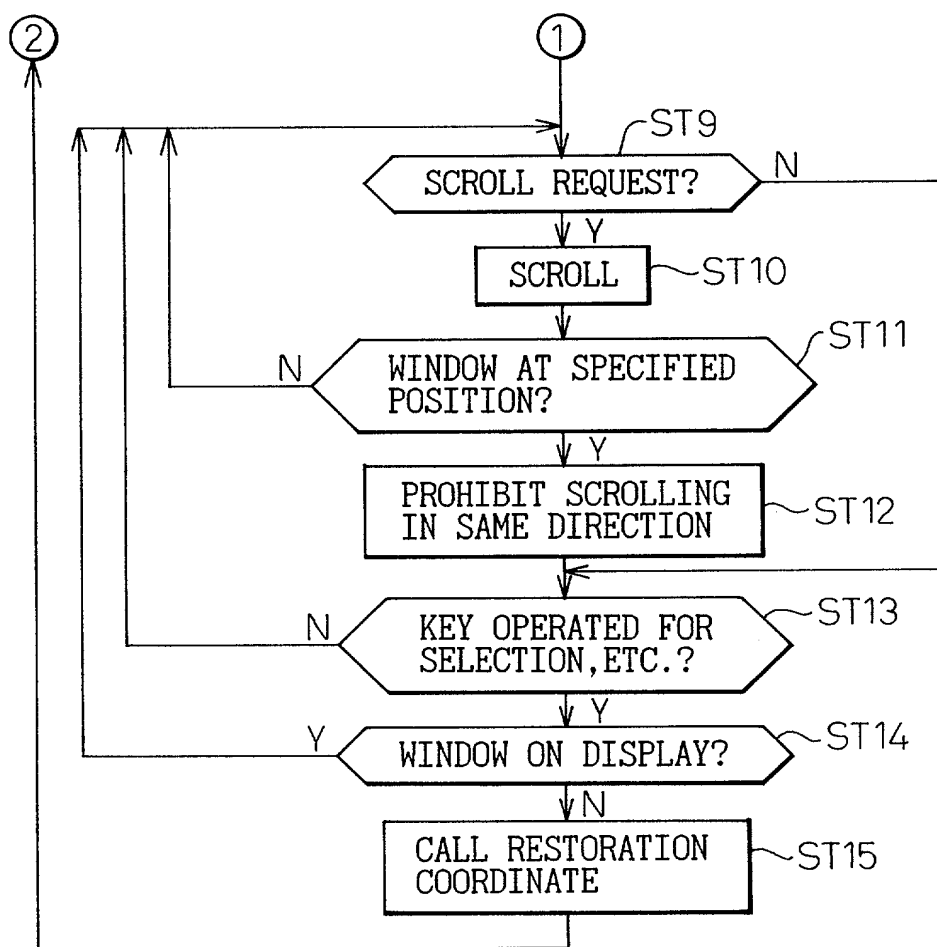 2
1
ST9
SCROLL REQUEST?
N
Y
SCROLL
ST10
ST11
N
WINDOW AT SPECIFIED
POSITION?
Y
PROHIBIT SCROLLING
IN SAME DIRECTION
ST12
ST13
N
KEY OPERATED FOR
SELECTION,ETC.?
Y
Y
WINDOW ON DISPLAY?
ST14
N
CALL RESTORATION
COORDINATE
ST15